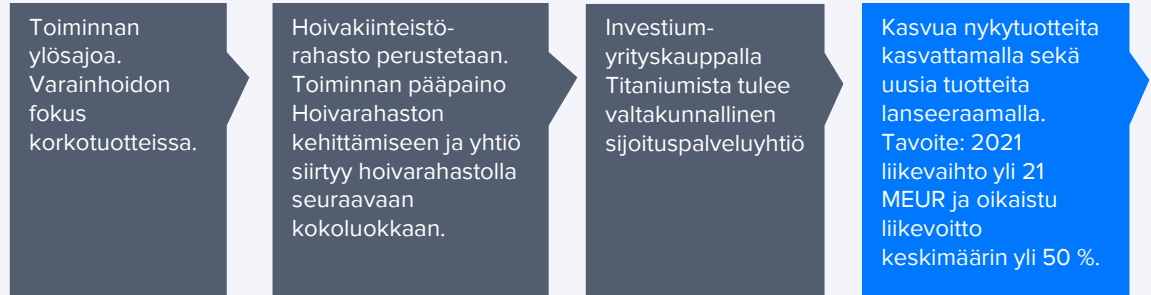 Toiminnan
ylösajoa.
Varainhoidon
fokus
korkotuotteissa.
Hoivakiinteistö-
rahasto perustetaan.
Toiminnan pääpaino
Hoivarahaston
kehittämiseen ja yhtiö
siirtyy hoivarahastolla
seuraavaan
kokoluokkaan.
Investium-
yrityskaupalla
Titaniumista tulee
valtakunnallinen
sijoituspalveluyhtiö
Kasvua nykytuotteita
kasvattamalla sekä
uusia tuotteita
lanseeraamalla.
Tavoite: 2021
liikevaihto yli 21
MEUR ja oikaistu
liikevoitto
keskimäärin yli 50 %.